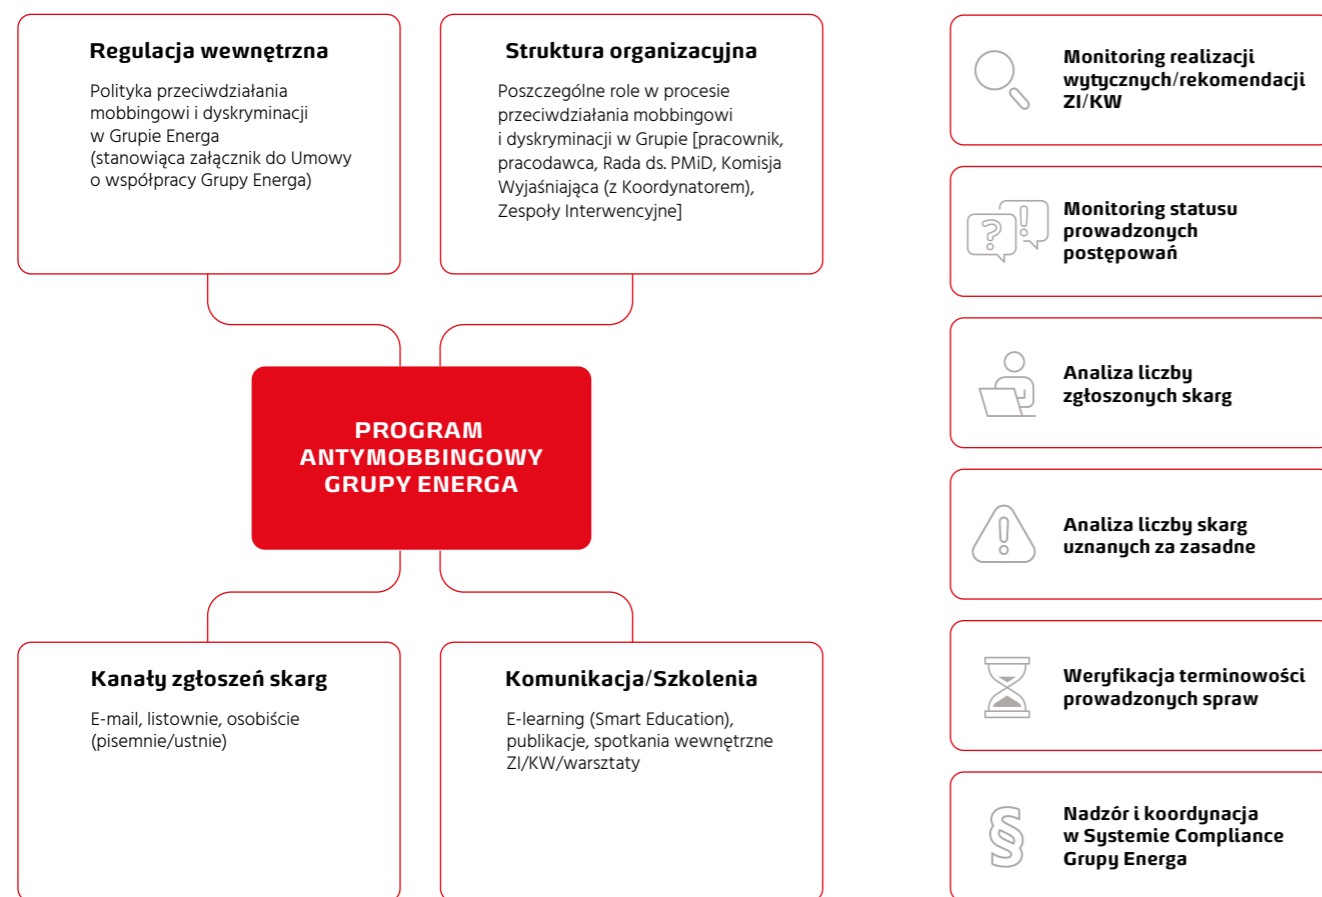 Regulacja wewnętrzna
Polityka przeciwdziałania
mobbingowi i dyskryminacji
w Grupie Energa
(stanowiąca załącznik do Umowy
o współpracy Grupy Energa)
Struktura organizacyjna
Poszczególne role w procesie
przeciwdziałania mobbingowi
i dyskryminacji w Grupie [pracownik,
pracodawca, Rada ds. PMiD, Komisja
Wyjaśniająca (z Koordynatorem),
Zespoły Interwencyjne]
PROGRAM
ANTYMOBBINGOWY
GRUPY ENERGA
Kanały zgłoszeń skarg
E-mail, listownie, osobiście
(pisemnie/ustnie)
Komunikacja/Szkolenia
E-learning (Smart Education),
publikacje, spotkania wewnętrzne
ZI/KW/warsztaty
Monitoring realizacji
wytycznych/rekomendacji
ZI/KW
Monitoring statusu
prowadzonych
postępowań
Analiza liczby
zgłoszonych skarg
Analiza liczby skarg
uznanych za zasadne
Weryfikacja terminowości
prowadzonych spraw
§
Nadzór i koordynacja
w Systemie Compliance
Grupy Energa